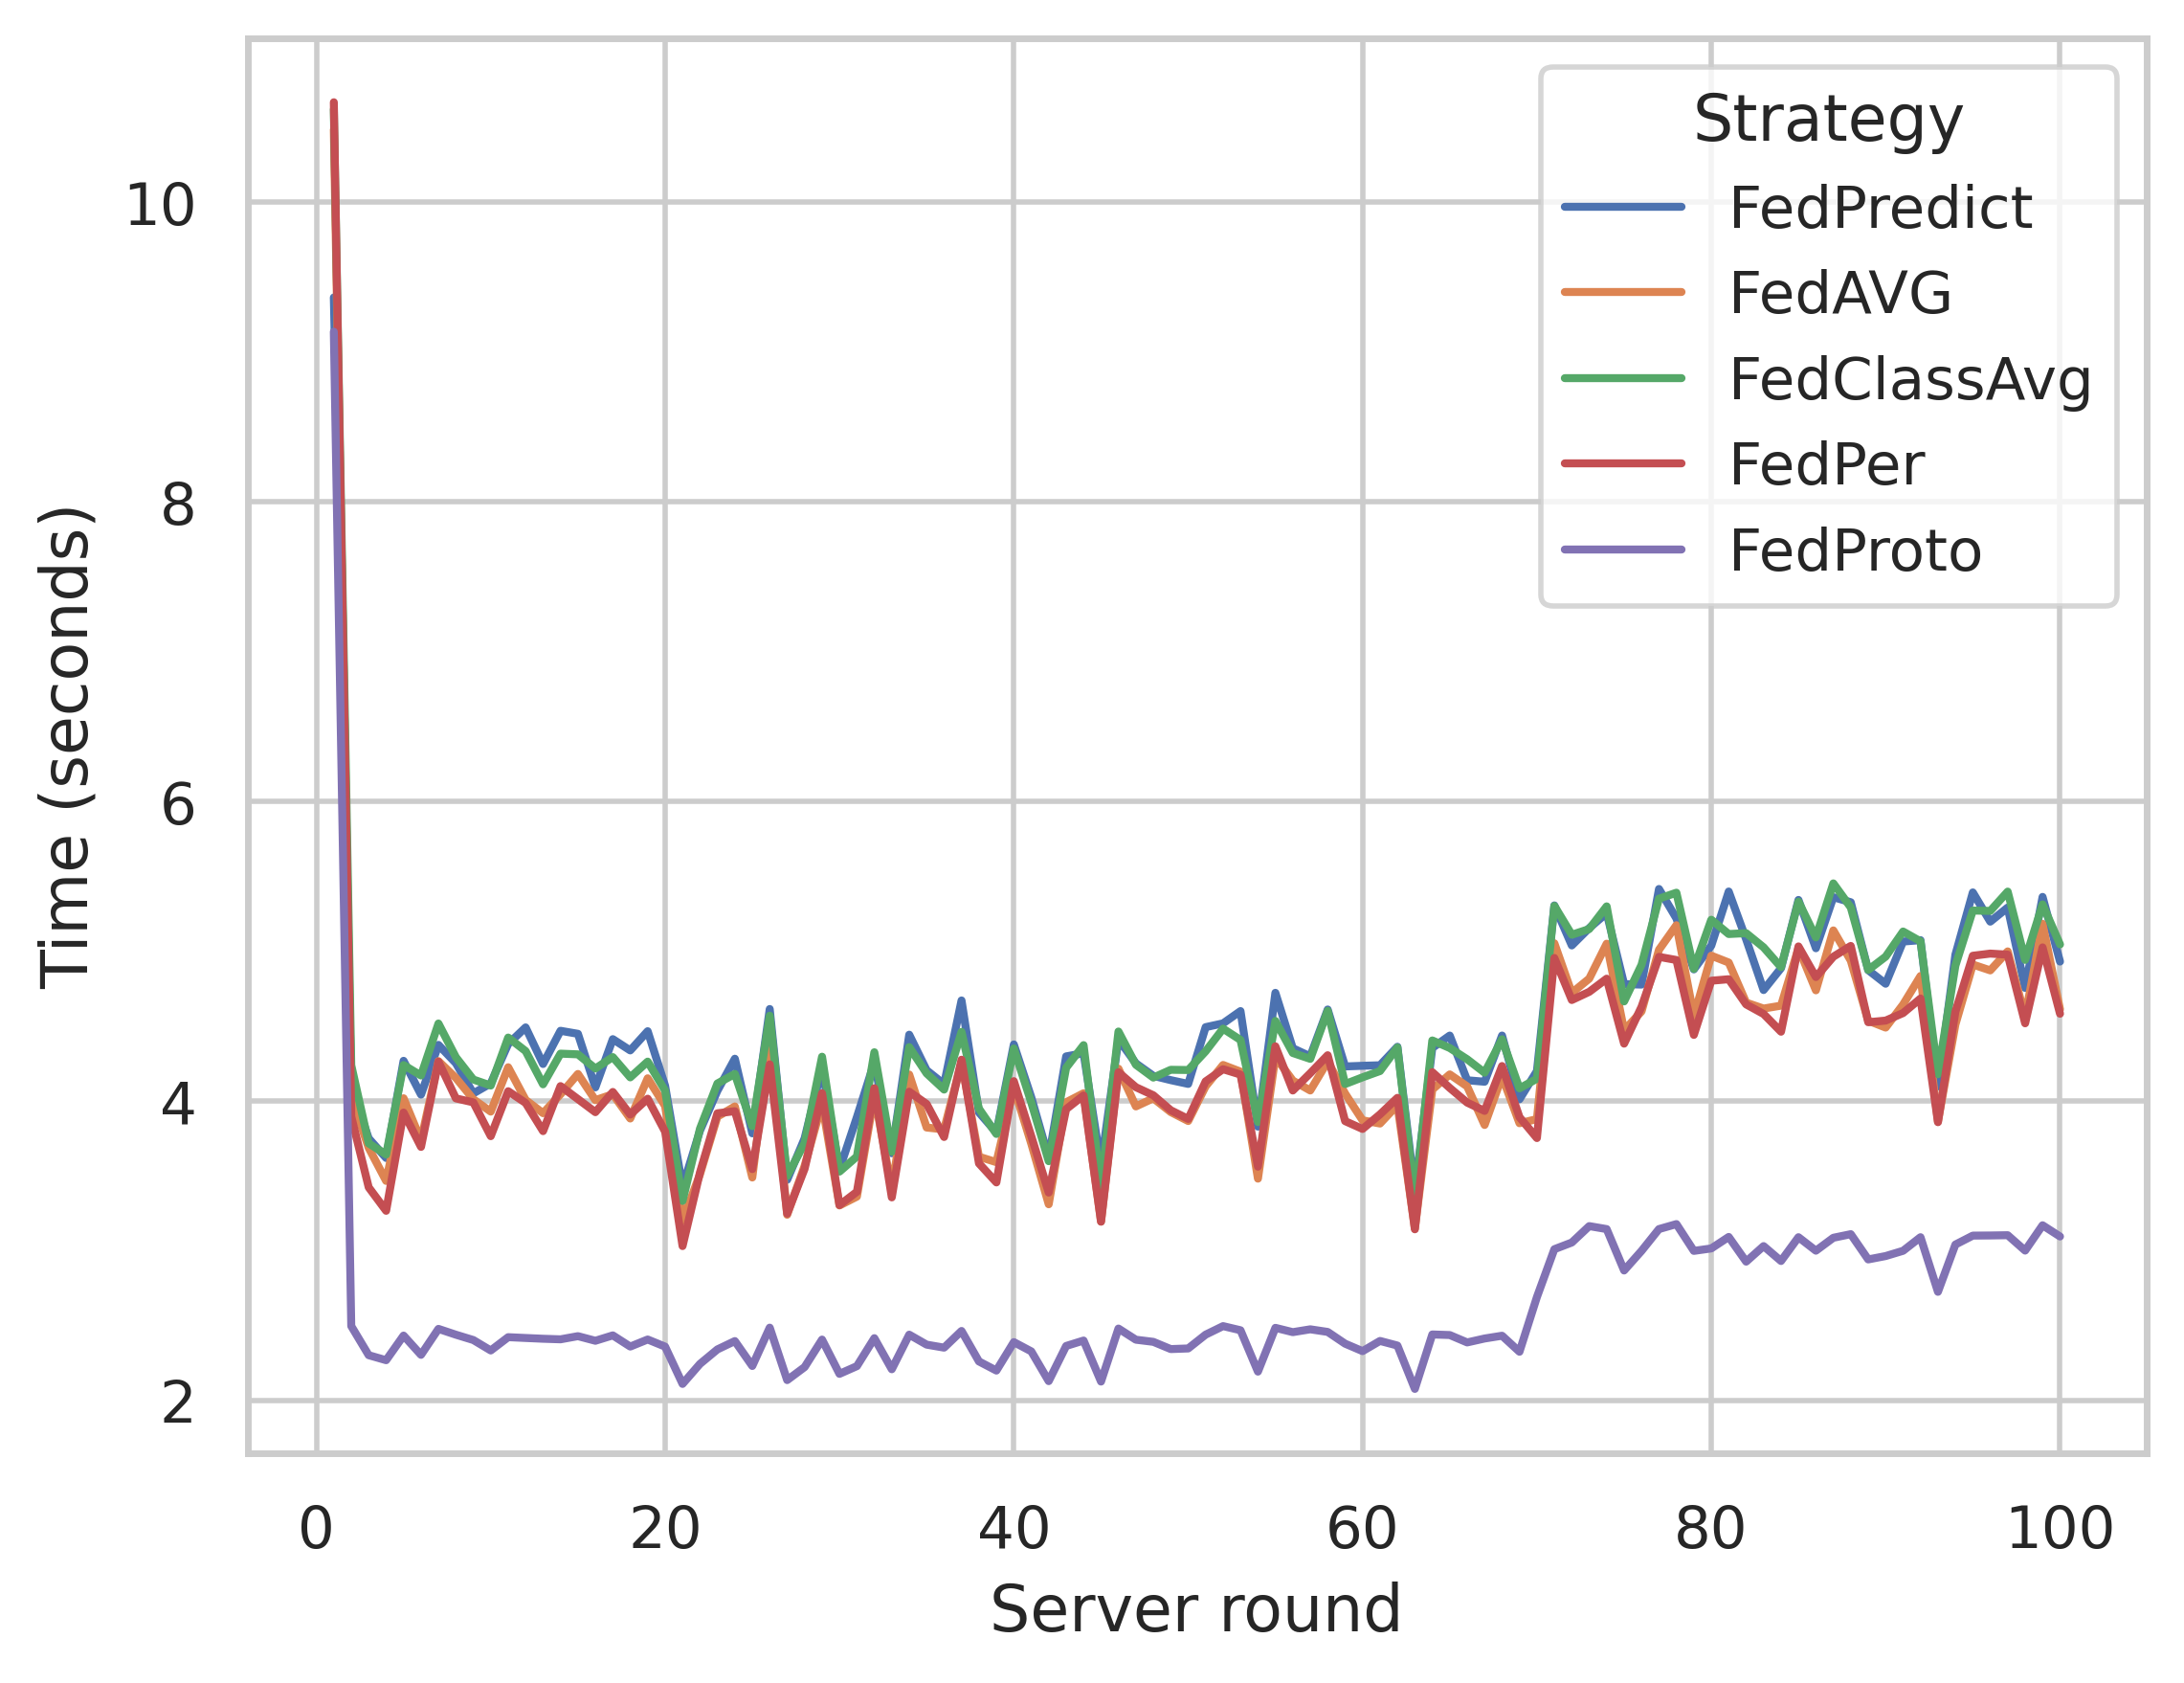 Strategy
FedPredict
FedAVG
FedClassAvg
FedPer
FedProto
Time (seconds)
10
8
6
4
2
0 20 40 60 80 100
Server round